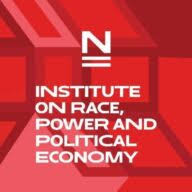 N
INSTITUTE
ON RACE,
POWER AND
POLITICAL
ECONOMY